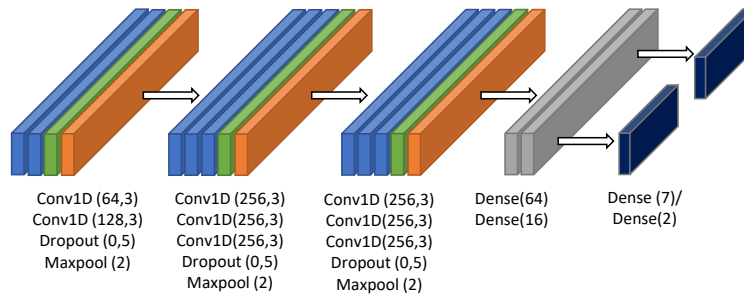 Conv1D (64,3)
Conv1D (128,3)
Dropout (0,5)
Maxpool (2)
Conv1D (256,3)
Conv1D(256,3)
Conv1D(256,3)
Dropout (0,5)
Maxpool (2)
Conv1D (256,3)
Conv1D(256,3)
Conv1D(256,3)
Dropout (0,5)
Maxpool (2)
Dense(64)
Dense(16)
Dense (7)/
Dense(2)